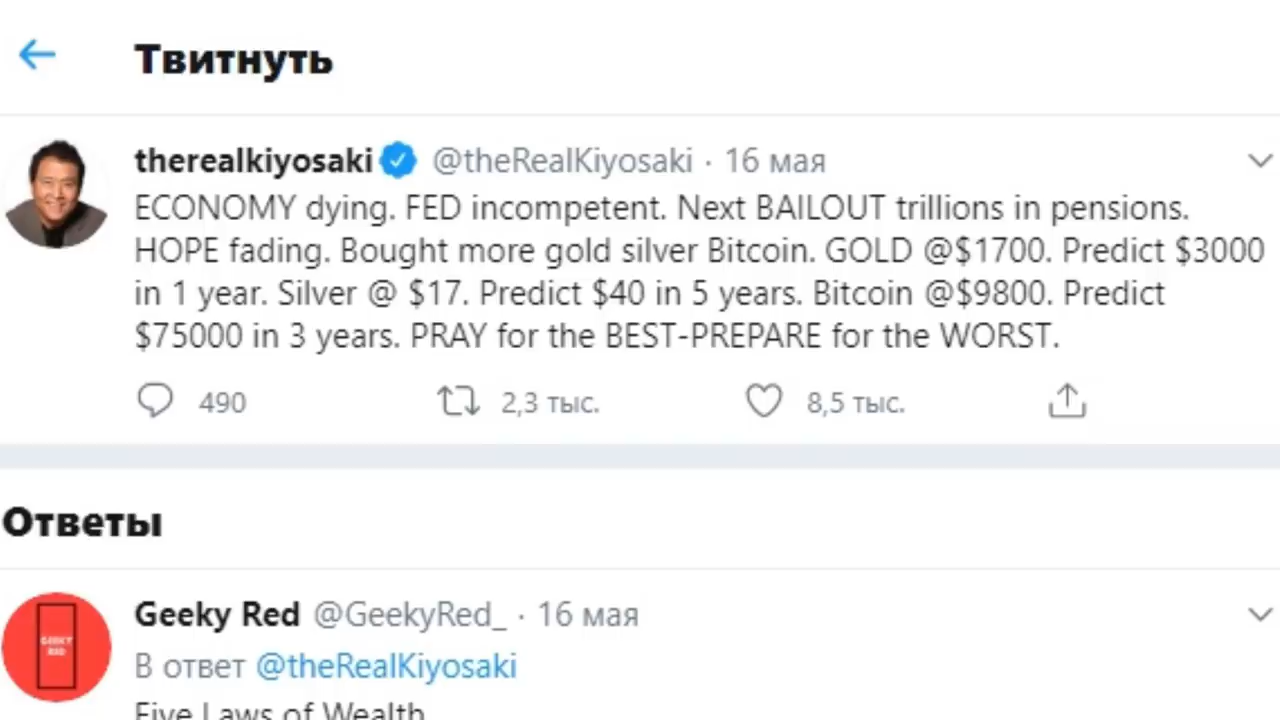 Твитнуть
therealkiyosaki @theRealKiyosaki · 16 мая
ECONOMY dying. FED incompetent. Next BAILOUT trillions in pensions.
HOPE fading. Bought more gold silver Bitcoin. GOLD @$1700. Predict $3000
in 1 year. Silver @ $17. Predict $40 in 5 years. Bitcoin @$9800. Predict
$75000 in 3 years. PRAY for the BEST-PREPARE for the WORST.
490 2,3 тыс. 8,5 тыс.
Ответы
Geeky Red @GeekyRed_ · 16 мая
GEEKY
RED
В ответ @theRealKiyosaki
Five Laws of Wealth